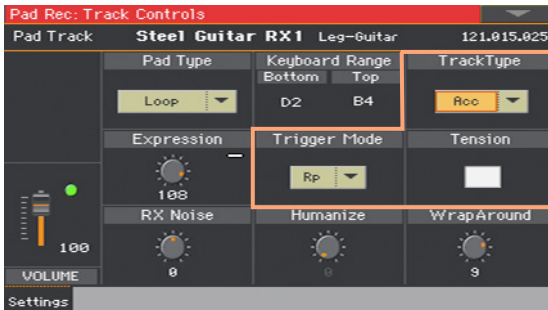 Pad Rec: Track Controls
Pad Track Steel Guitar RX1 Leg-Guitar 121.015.025
Pad Type Keyboard Range TrackType
Bottom Top
Loop D2 B4 Acc
Expression Trigger Mode Tension
Rp
108
RX Noise Humanize WrapAround
100
0 0 9
VOLUME
Settings